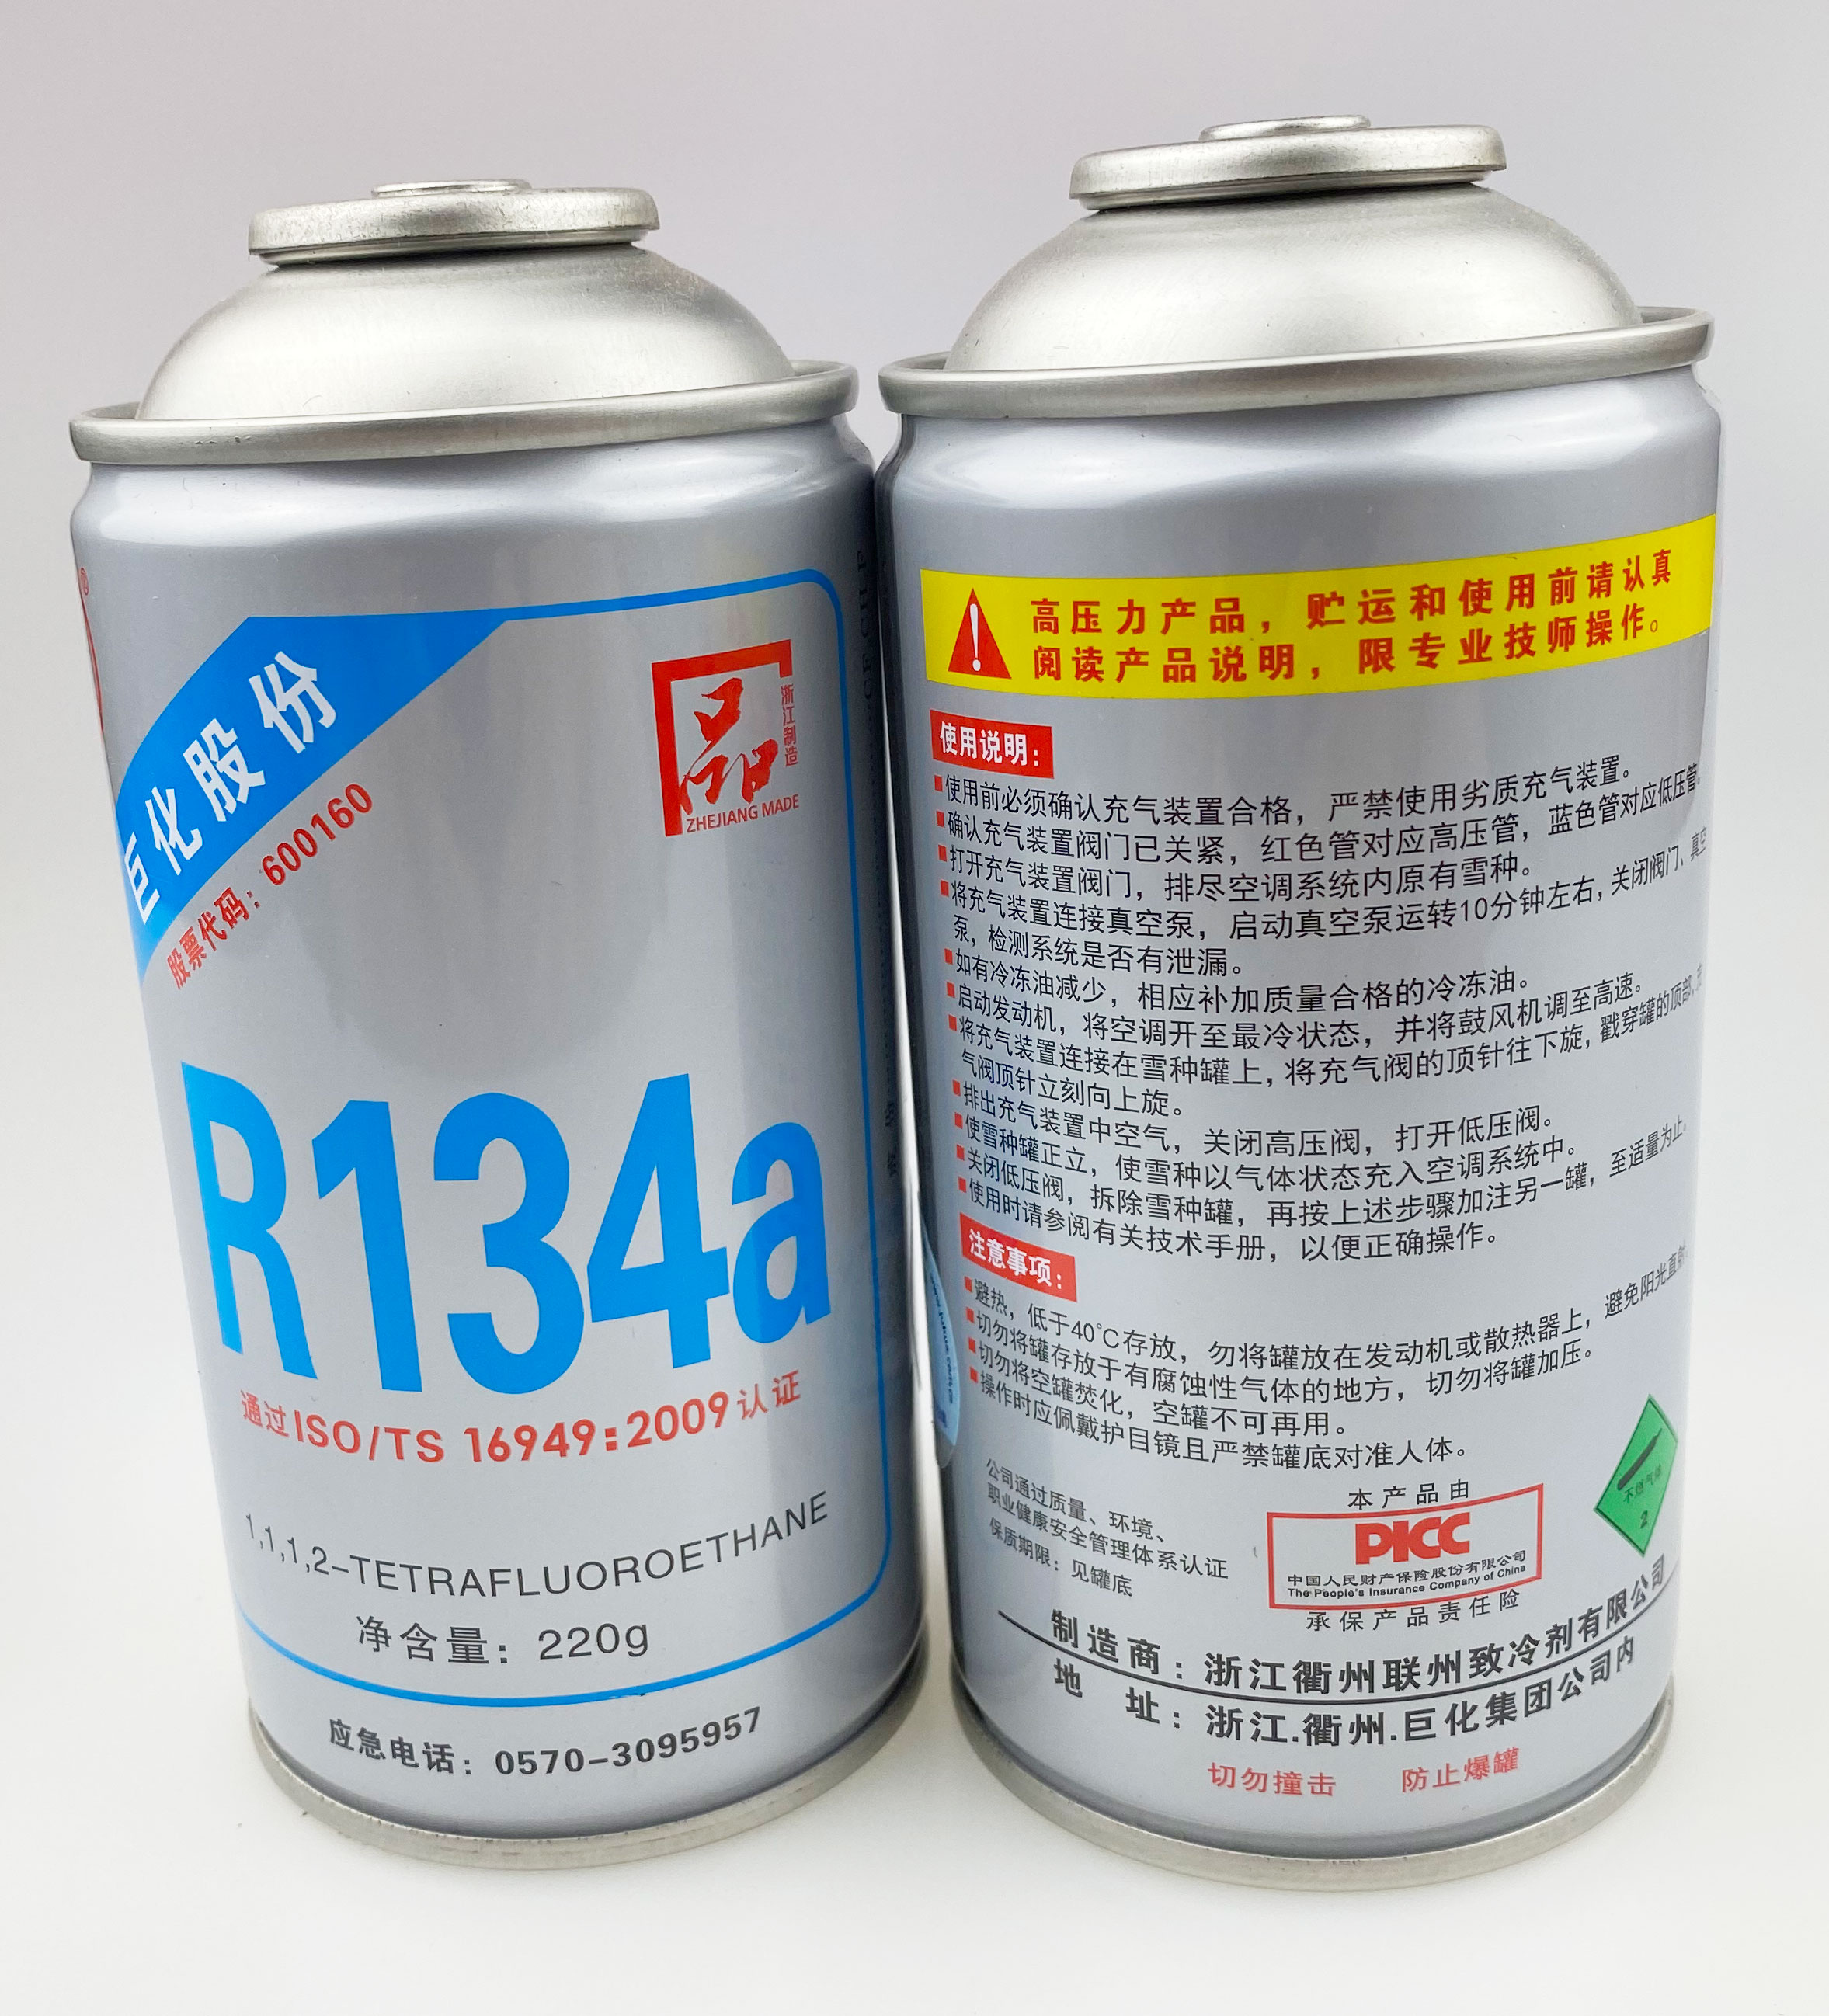 巨化股份
股票代码：600160
浙江制造
ZHEJIANG MADE
R134a
通过ISO/TS 16949:2009认证
1,1,1,2-TETRAFLUOROETHANE
净含量：220g
应急电话：0570-3095957
高压力产品，贮运和使用前请认真
阅读产品说明，限专业技师操作。
使用说明：
使用前必须确认充气装置合格，严禁使用劣质充气装置。
确认充气装置阀门已关紧，红色管对应高压管，蓝色管对应低压管。
打开充气装置阀门，排尽空调系统内原有雪种。
将充气装置连接真空泵，启动真空泵运转10分钟左右，关闭阀门、真空
泵，检测系统是否有泄漏。
如有冷冻油减少，相应补加质量合格的冷冻油。
启动发动机，将空调开至最冷状态，并将鼓风机调至高速。
将充气装置连接在雪种罐上，将充气阀的顶针往下旋，戳穿罐的顶部，
气阀顶针立刻向上旋。
排出充气装置中空气，关闭高压阀，打开低压阀。
使雪种罐正立，使雪种以气体状态充入空调系统中。
关闭低压阀，拆除雪种罐，再按上述步骤加注另一罐，至适量为止。
使用时请参阅有关技术手册，以便正确操作。
注意事项：
避热，低于40℃存放，勿将罐放在发动机或散热器上，避免阳光直射
切勿将罐存放于有腐蚀性气体的地方，切勿将罐加压。
切勿将空罐焚化，空罐不可再用。
操作时应佩戴护目镜且严禁罐底对准人体。
公司通过质量、环境、
职业健康安全管理体系认证
保质期限：见罐底
本产品由
PICC
中国人民财产保险股份有限公司
The People's Insurance Company of China
承保产品责任险
不燃气体
2
制造商：浙江衢州联州致冷剂有限公司
地 址：浙江.衢州.巨化集团公司内
切勿撞击 防止爆罐